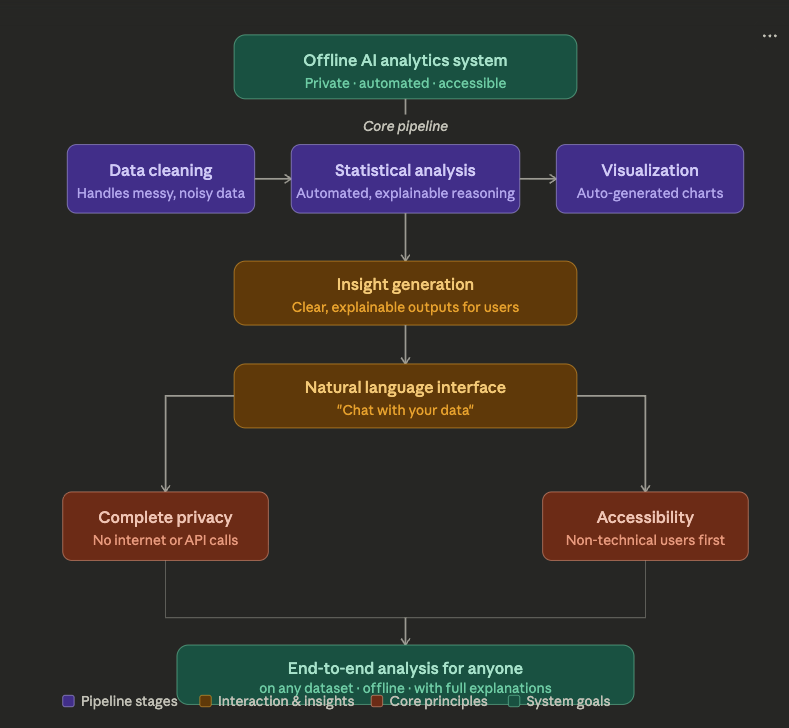 Offline AI analytics system
Private · automated · accessible
Core pipeline
Data cleaning
Handles messy, noisy data
Statistical analysis
Automated, explainable reasoning
Visualization
Auto-generated charts
Insight generation
Clear, explainable outputs for users
Natural language interface
"Chat with your data"
Complete privacy
No internet or API calls
Accessibility
Non-technical users first
End-to-end analysis for anyone
on any dataset · offline · with full explanations
Pipeline stages
Interaction & insights
Core principles
System goals